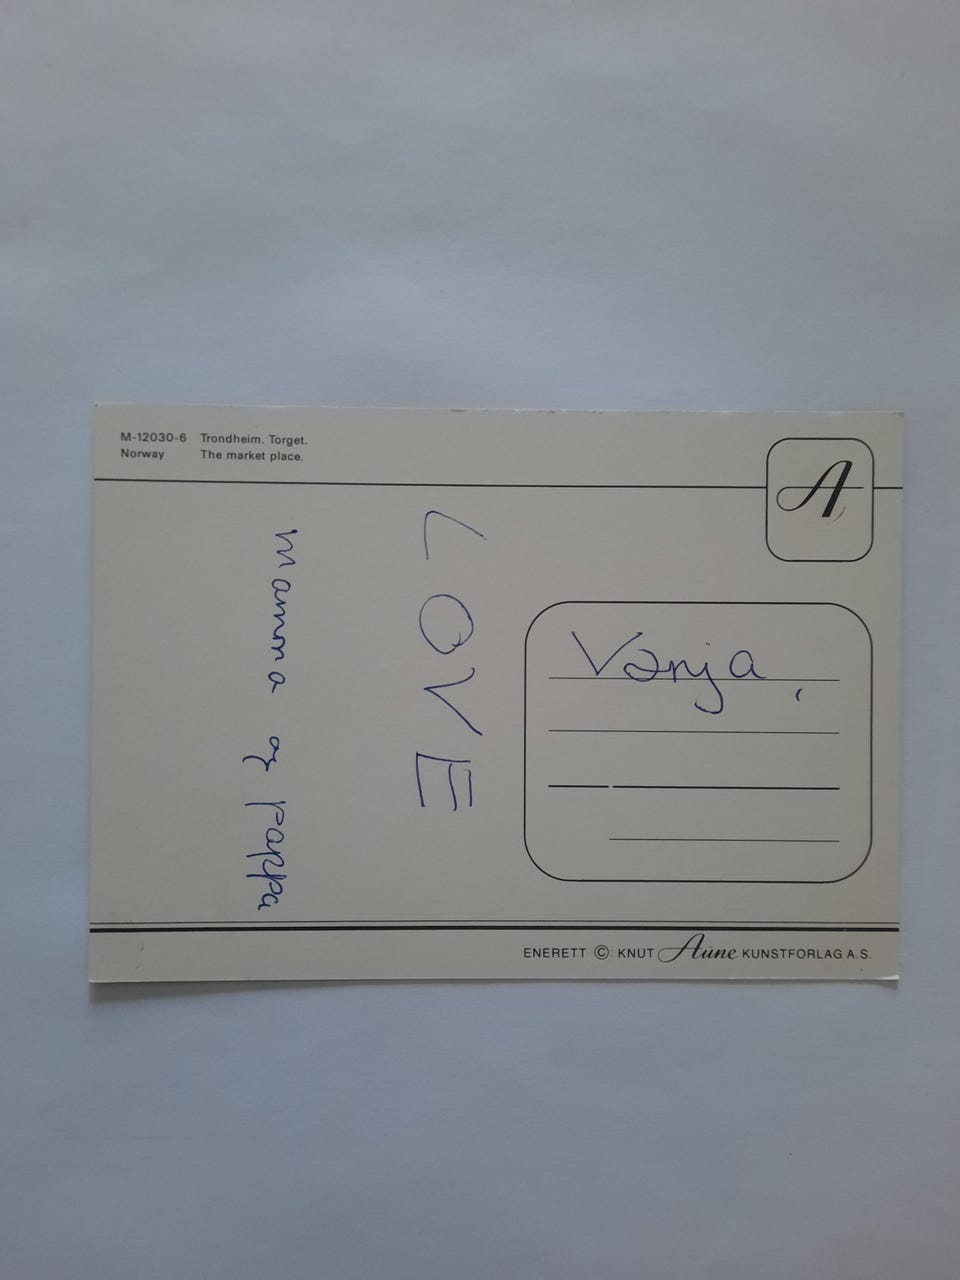 M-12030-6 Trondheim. Torget.
Norway The market place.
A
Vanja,
LOVE
mamma og pappa
ENERETT ©: KNUT Aune KUNSTFORLAG A.S.